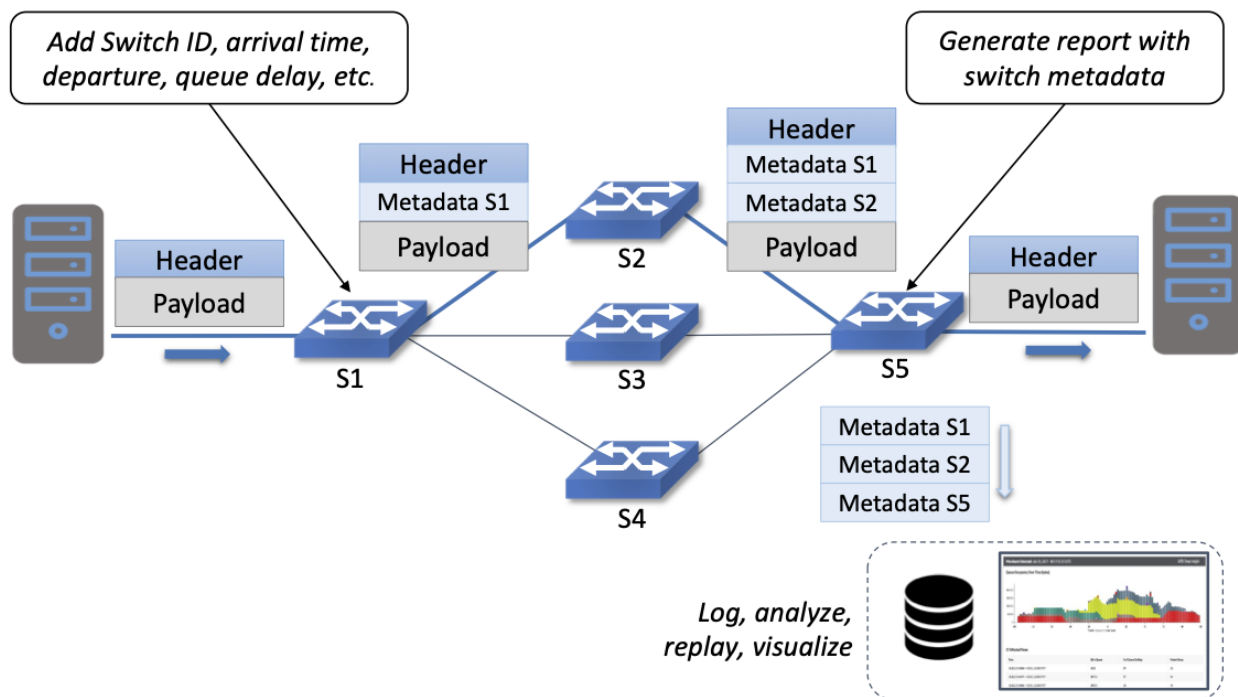 Add Switch ID, arrival time,
departure, queue delay, etc.
Generate report with
switch metadata
Header
Payload
Header
Metadata S1
Payload
Header
Metadata S1
Metadata S2
Payload
Header
Payload
S1
S2
S3
S4
S5
Metadata S1
Metadata S2
Metadata S5
Log, analyze,
replay, visualize